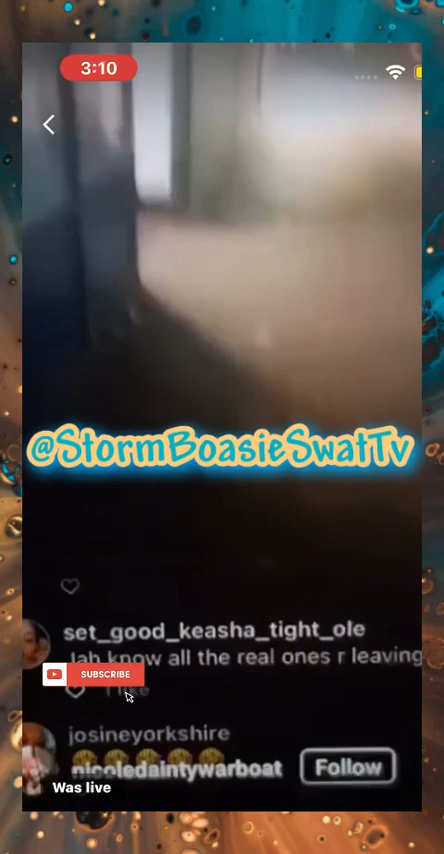 3:10
@StormBoasieSwatTv
set_good_keasha_tight_ole
Jah know all the real ones r leaving
SUBSCRIBE
josineyorkshire
nicoledaintywarboat
Follow
Was live